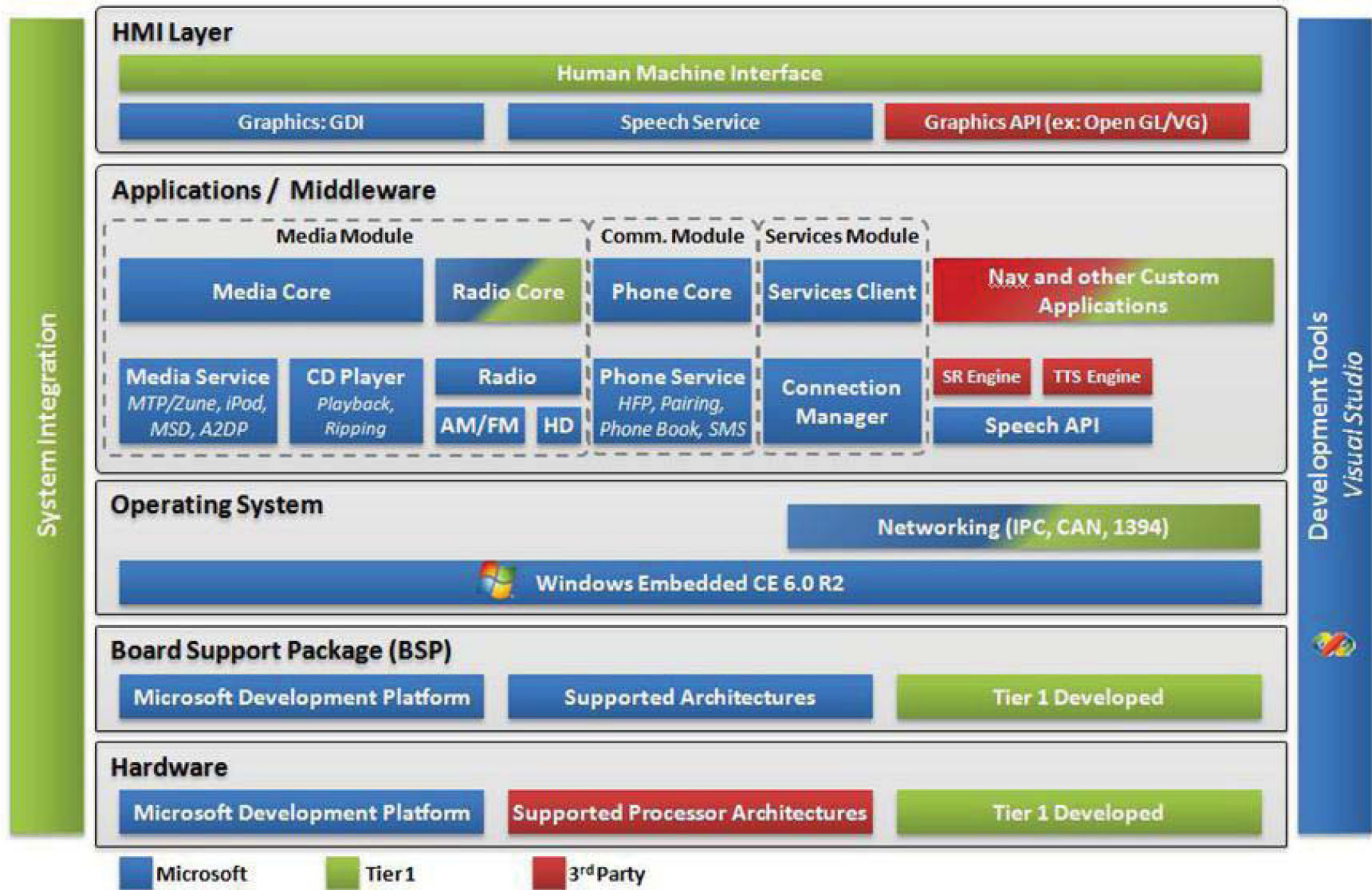 System Integration
HMI Layer
Human Machine Interface
Graphics: GDI
Speech Service
Graphics API (ex: Open GL/VG)
Applications / Middleware
Media Module
Comm. Module
Services Module
Media Core
Radio Core
Phone Core
Services Client
Nav and other Custom
Applications
Media Service
MTP/Zune, iPod,
MSD, A2DP
CD Player
Playback,
Ripping
Radio
AM/FM
HD
Phone Service
HFP, Pairing,
Phone Book, SMS
Connection
Manager
SR Engine
TTS Engine
Speech API
Operating System
Networking (IPC, CAN, 1394)
Windows Embedded CE 6.0 R2
Board Support Package (BSP)
Microsoft Development Platform
Supported Architectures
Tier 1 Developed
Hardware
Microsoft Development Platform
Supported Processor Architectures
Tier 1 Developed
Development Tools
Visual Studio
Microsoft
Tier 1
3rd Party